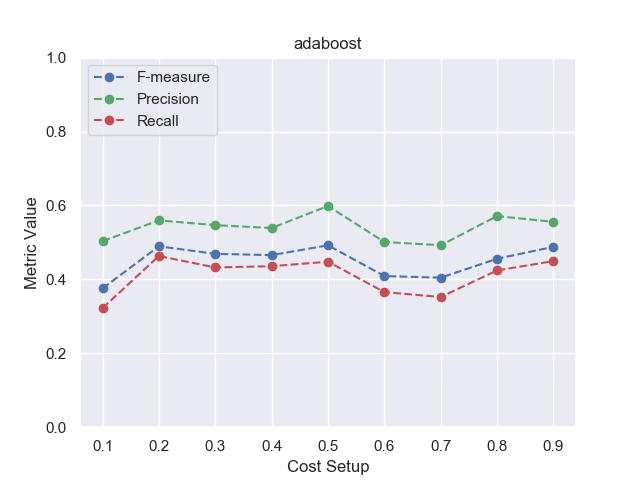 adaboost
F-measure
Precision
Recall
Metric Value
1.0
0.8
0.6
0.4
0.2
0.0
0.1 0.2 0.3 0.4 0.5 0.6 0.7 0.8 0.9
Cost Setup